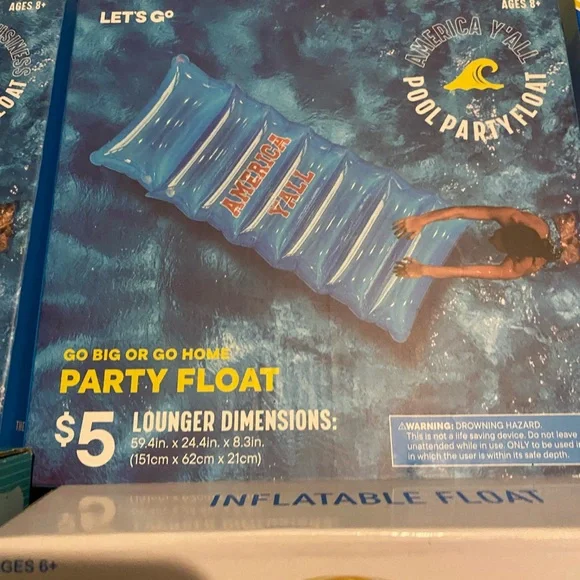 AGES 8+
AGES 8+
LET'S GO
AMERICA Y'ALL
POOL PARTY FLOAT
AMERICA
Y'ALL
GO BIG OR GO HOME
PARTY FLOAT
$5
LOUNGER DIMENSIONS:
59.4in. x 24.4in. x 8.3in.
(151cm x 62cm x 21cm)
⚠WARNING: DROWNING HAZARD.
This is not a life saving device. Do not leave
unattended while in use. ONLY to be used in
in which the user is within its safe depth.
INFLATABLE FLOAT
GES 6+